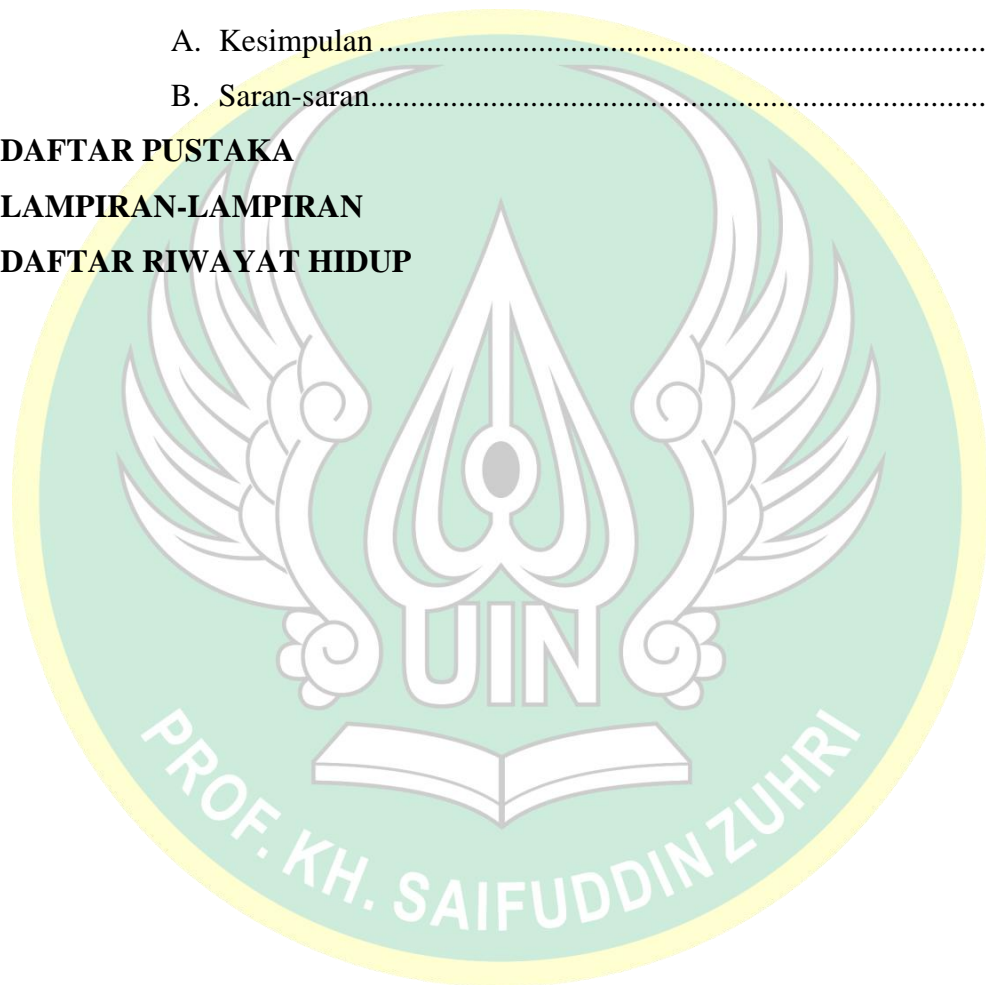 A. Kesimpulan ............................................................................
B. Saran-saran.............................................................................
DAFTAR PUSTAKA
LAMPIRAN-LAMPIRAN
DAFTAR RIWAYAT HIDUP
UIN
PROF. KH. SAIFUDDIN ZUHRI